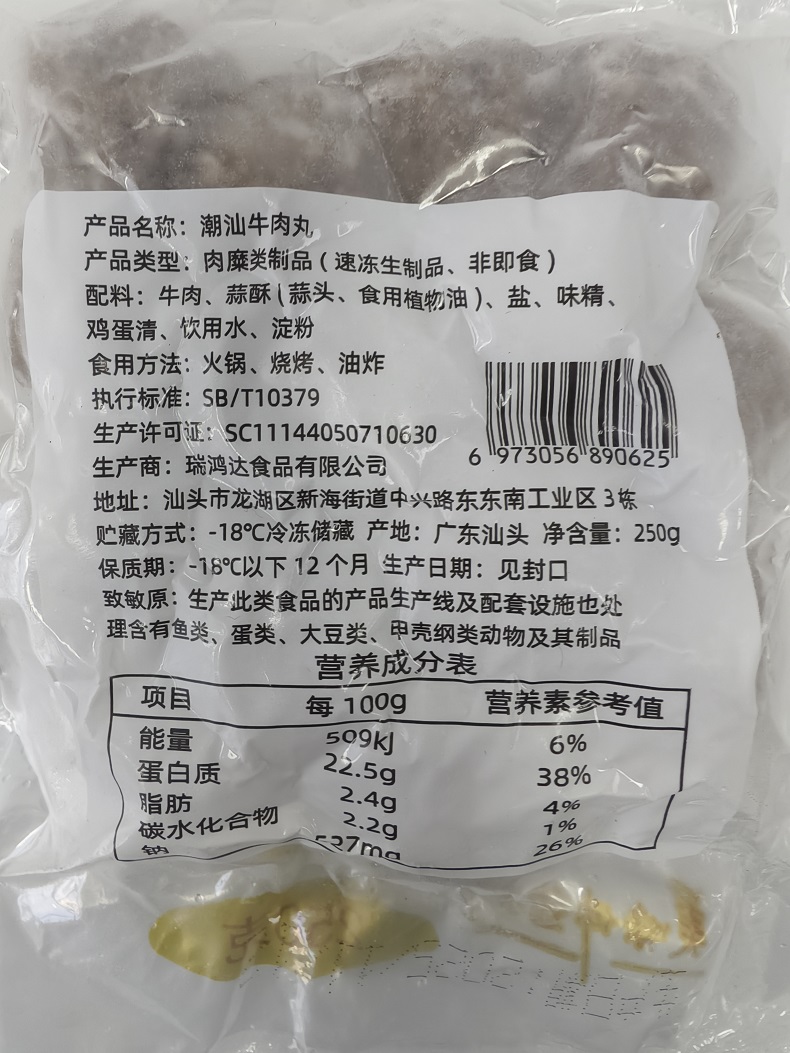 产品名称：潮汕牛肉丸
产品类型：肉糜类制品（速冻生制品、非即食）
配料：牛肉、蒜酥（蒜头、食用植物油）、盐、味精、
鸡蛋清、饮用水、淀粉
食用方法：火锅、烧烤、油炸
执行标准：SB/T10379
生产许可证：SC11144050710630
6 973056 890625
生产商：瑞鸿达食品有限公司
地址：汕头市龙湖区新海街道中兴路东东南工业区3栋
贮藏方式：-18℃冷冻储藏 产地：广东汕头 净含量：250g
保质期：-18℃以下12个月 生产日期：见封口
致敏原：生产此类食品的产品生产线及配套设施也处
理含有鱼类、蛋类、大豆类、甲壳纲类动物及其制品
营养成分表
项目 每100g 营养素参考值
能量 509kJ 6%
蛋白质 22.5g 38%
脂肪 2.4g 4%
碳水化合物 2.2g 1%
钠 527mg 26%